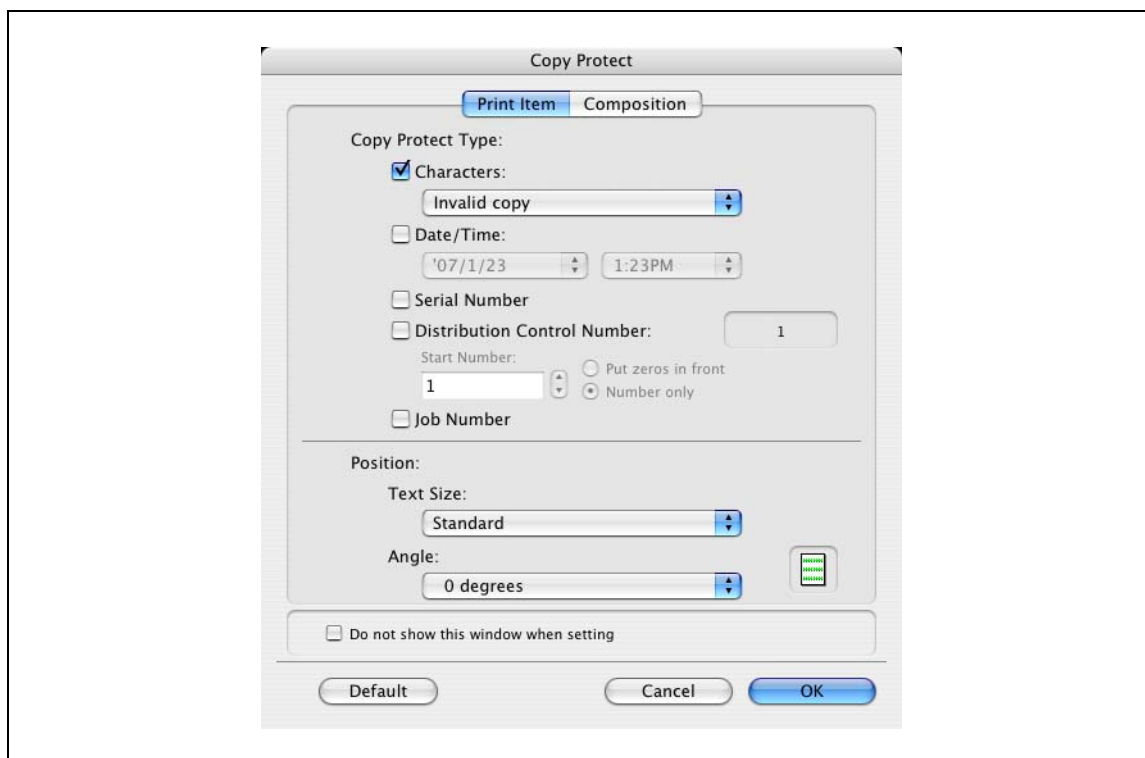 Copy Protect
Print Item Composition
Copy Protect Type:
Characters:
Invalid copy
Date/Time:
'07/1/23 1:23PM
Serial Number
Distribution Control Number: 1
Start Number:
1
Put zeros in front
Number only
Job Number
Position:
Text Size:
Standard
Angle:
0 degrees
Do not show this window when setting
Default Cancel OK